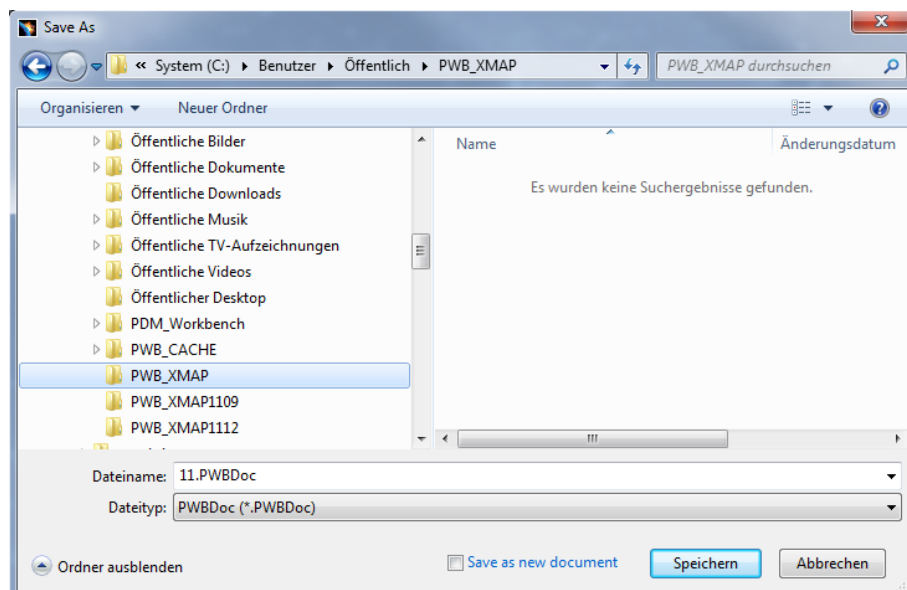 Save As
« System (C:) ▸ Benutzer ▸ Öffentlich ▸ PWB_XMAP
PWB_XMAP durchsuchen
Organisieren
Neuer Ordner
Öffentliche Bilder
Öffentliche Dokumente
Öffentliche Downloads
Öffentliche Musik
Öffentliche TV-Aufzeichnungen
Öffentliche Videos
Öffentlicher Desktop
PDM_Workbench
PWB_CACHE
PWB_XMAP
PWB_XMAP1109
PWB_XMAP1112
Name
Änderungsdatum
Es wurden keine Suchergebnisse gefunden.
Dateiname: 11.PWBDoc
Dateityp: PWBDoc (*.PWBDoc)
Ordner ausblenden
Save as new document
Speichern
Abbrechen